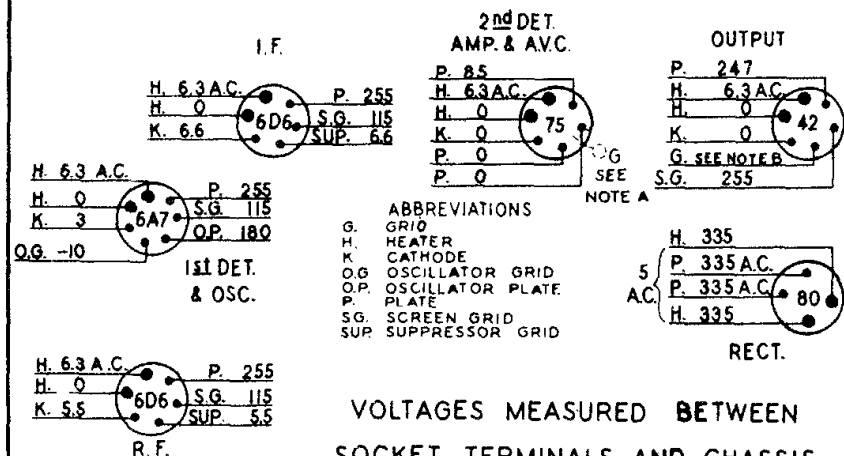 I.F.
H. 6.3 A.C.
H. 0
K. 6.6
6D6
P. 255
S.G. 115
SUP. 6.6
2nd DET.
AMP. & A.V.C.
P. 85
H. 6.3 A.C.
H. 0
K. 0
P. 0
P. 0
75
G
SEE
NOTE A
OUTPUT
P. 247
H. 6.3 A.C.
H. 0
K. 0
G. SEE NOTE B
S.G. 255
42
H. 6.3 A.C.
H. 0
K. 3
O.G. -10
6A7
P. 255
S.G. 115
O.P. 180
1st DET.
& OSC.
ABBREVIATIONS
G. GRID
H. HEATER
K CATHODE
O.G OSCILLATOR GRID
O.P. OSCILLATOR PLATE
P. PLATE
SG. SCREEN GRID
SUP. SUPPRESSOR GRID
5
A.C.
H. 335
P. 335 A.C.
P. 335 A.C.
H. 335
80
RECT.
H. 6.3 A.C.
H. 0
K. 5.5
6D6
P. 255
S.G. 115
SUP. 5.5
R.F.
VOLTAGES MEASURED BETWEEN
SOCKET TERMINALS AND CHASSIS